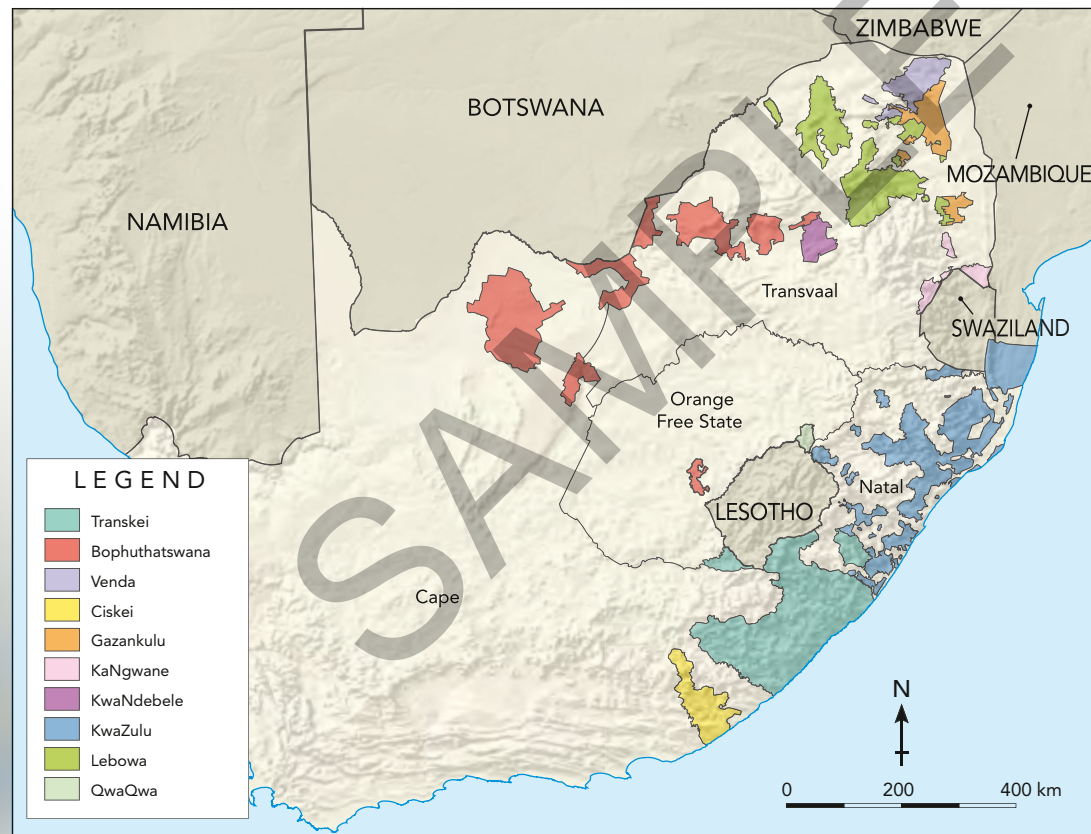 ZIMBABWE
BOTSWANA
MOZAMBIQUE
NAMIBIA
Transvaal
SWAZILAND
Orange
Free State
Natal
LESOTHO
Cape
LEGEND
Transkei
Bophuthatswana
Venda
Ciskei
Gazankulu
KaNgwane
KwaNdebele
KwaZulu
Lebowa
QwaQwa
N
0 200 400 km
SAMPLE